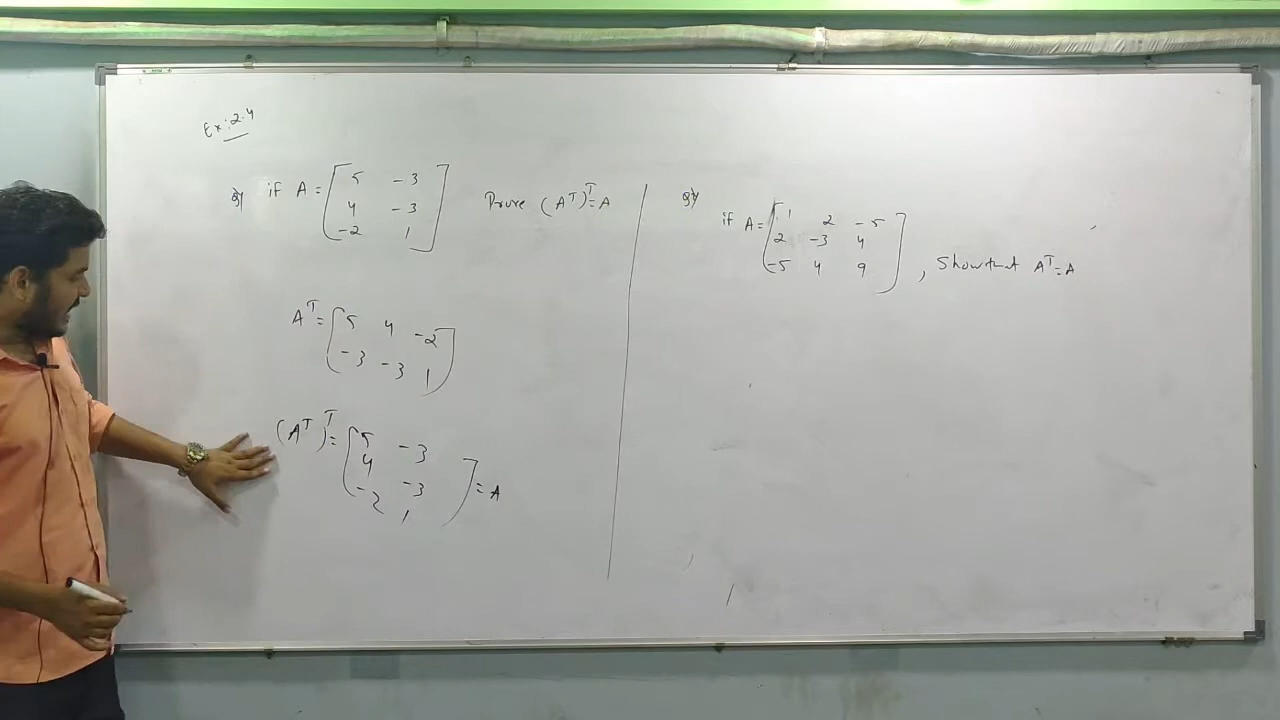 Ex: 2.4
Q) if A = [ 5 -3
4 -3
-2 1 ] Prove (A^T)^T = A
A^T = [ 5 4 -2
-3 -3 1 ]
(A^T)^T = [ 5 -3
4 -3
-2 1 ] = A
Q) if A = [ 1 2 -5
2 -3 4
-5 4 9 ] , Show that A^T = A